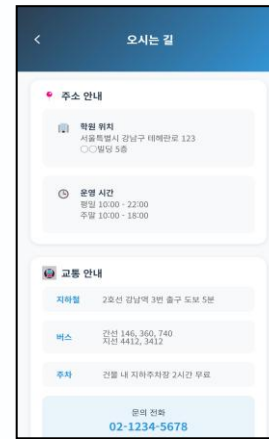 오시는 길
주소 안내
학원 위치
서울특별시 강남구 테헤란로 123
○○빌딩 5층
운영 시간
평일 10:00 - 22:00
주말 10:00 - 18:00
교통 안내
지하철 2호선 강남역 3번 출구 도보 5분
버스 간선 146, 360, 740
지선 4412, 3412
주차 건물 내 지하주차장 2시간 무료
문의 전화
02-1234-5678